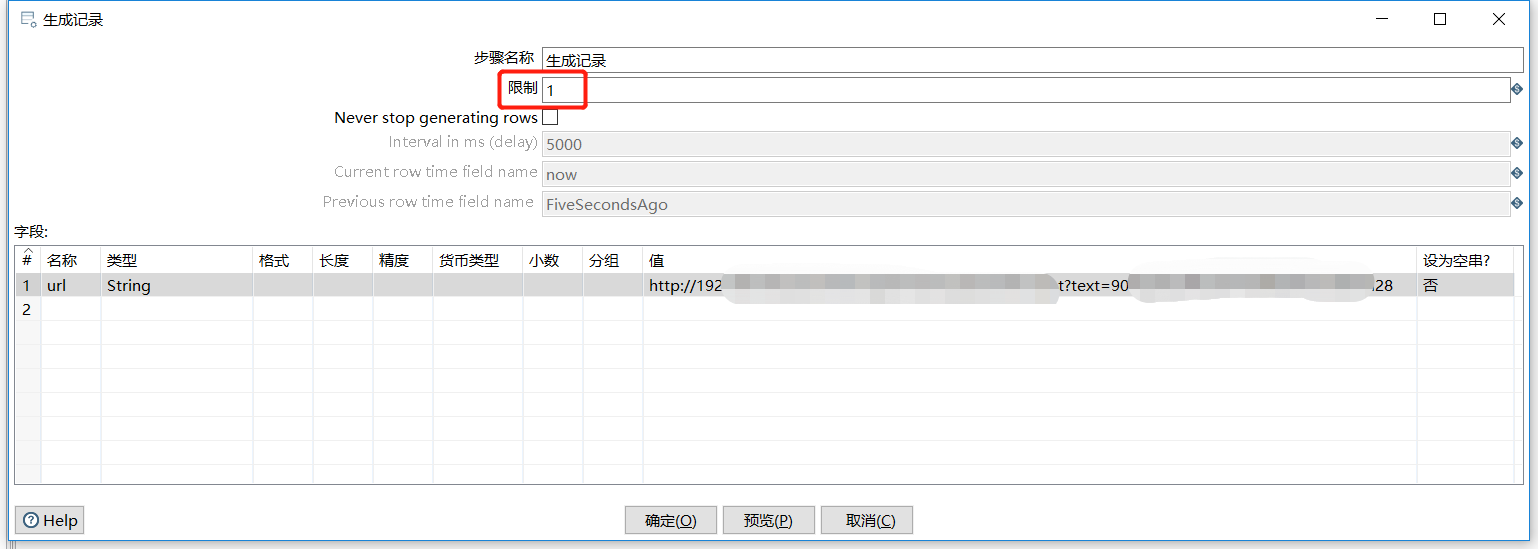 生成记录
步骤名称 生成记录
限制 1
Never stop generating rows
Interval in ms (delay) 5000
Current row time field name now
Previous row time field name FiveSecondsAgo
字段:
# 名称 类型 格式 长度 精度 货币类型 小数 分组 值 设为空串?
1 url String http://192 t?text=90 28 否
2
Help 确定(O) 预览(P) 取消(C)